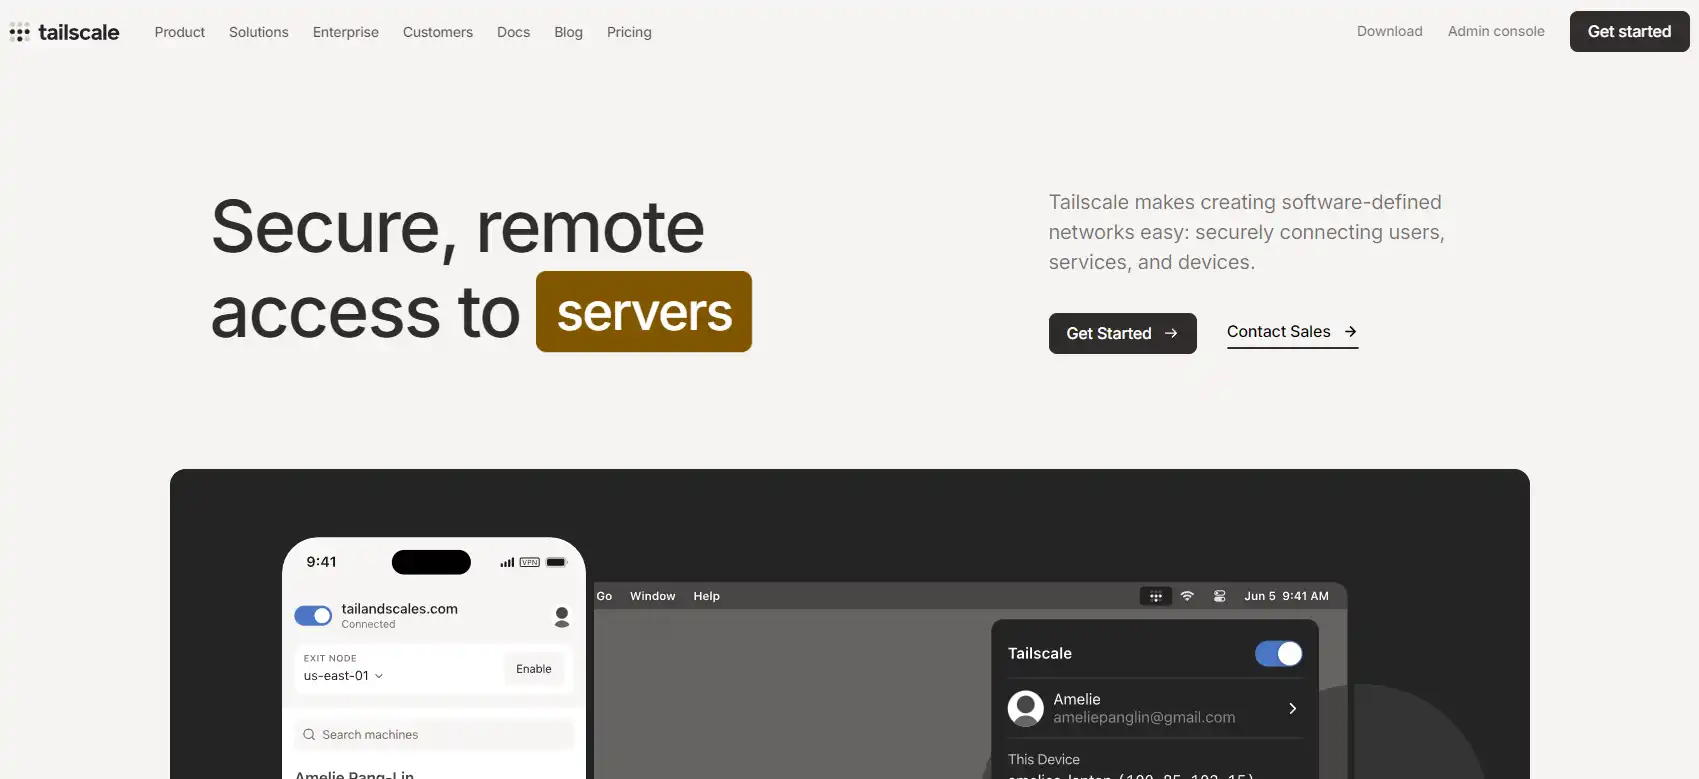 tailscale
Product Solutions Enterprise Customers Docs Blog Pricing
Download Admin console Get started
Secure, remote
access to servers
Tailscale makes creating software-defined
networks easy: securely connecting users,
services, and devices.
Get Started →
Contact Sales →
9:41
VPN
tailandscales.com
Connected
EXIT NODE
us-east-01
Enable
Search machines
Amelie Pang-Lin
Go Window Help
Jun 5 9:41 AM
Tailscale
Amelie
ameliepanglin@gmail.com
This Device